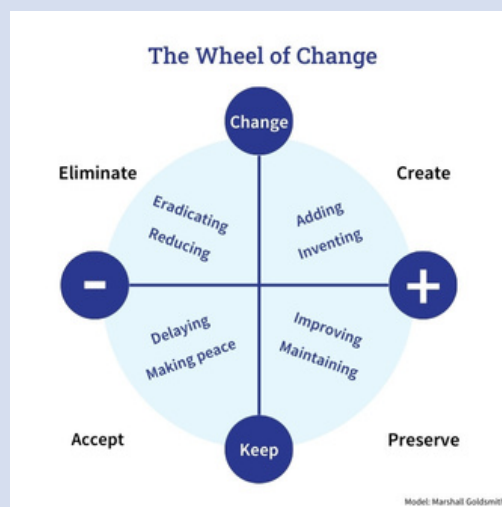 The Wheel of Change
Change
Eliminate
Create
Eradicating
Reducing
Adding
Inventing
-
+
Delaying
Making peace
Improving
Maintaining
Accept
Keep
Preserve
Model: Marshall Goldsmith